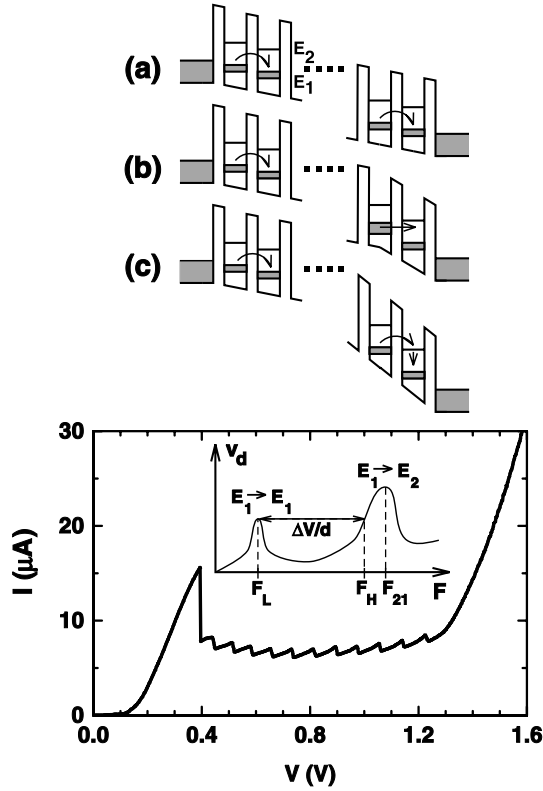 (a)
E2
E1
(b)
(c)
30
20
10
0
I (μA)
vd
E1→E1
E1→E2
ΔV/d
FL
FH
F21
F
0.0
0.4
0.8
1.2
1.6
V (V)